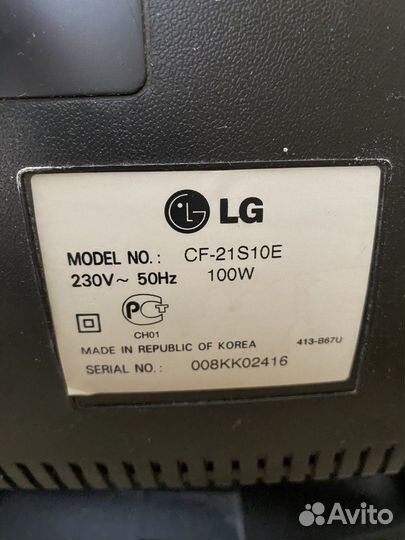 LG
MODEL NO.: CF-21S10E
230V~ 50Hz 100W
PCT
CH01
MADE IN REPUBLIC OF KOREA 413-B67U
SERIAL NO.: 008KK02416
Avito